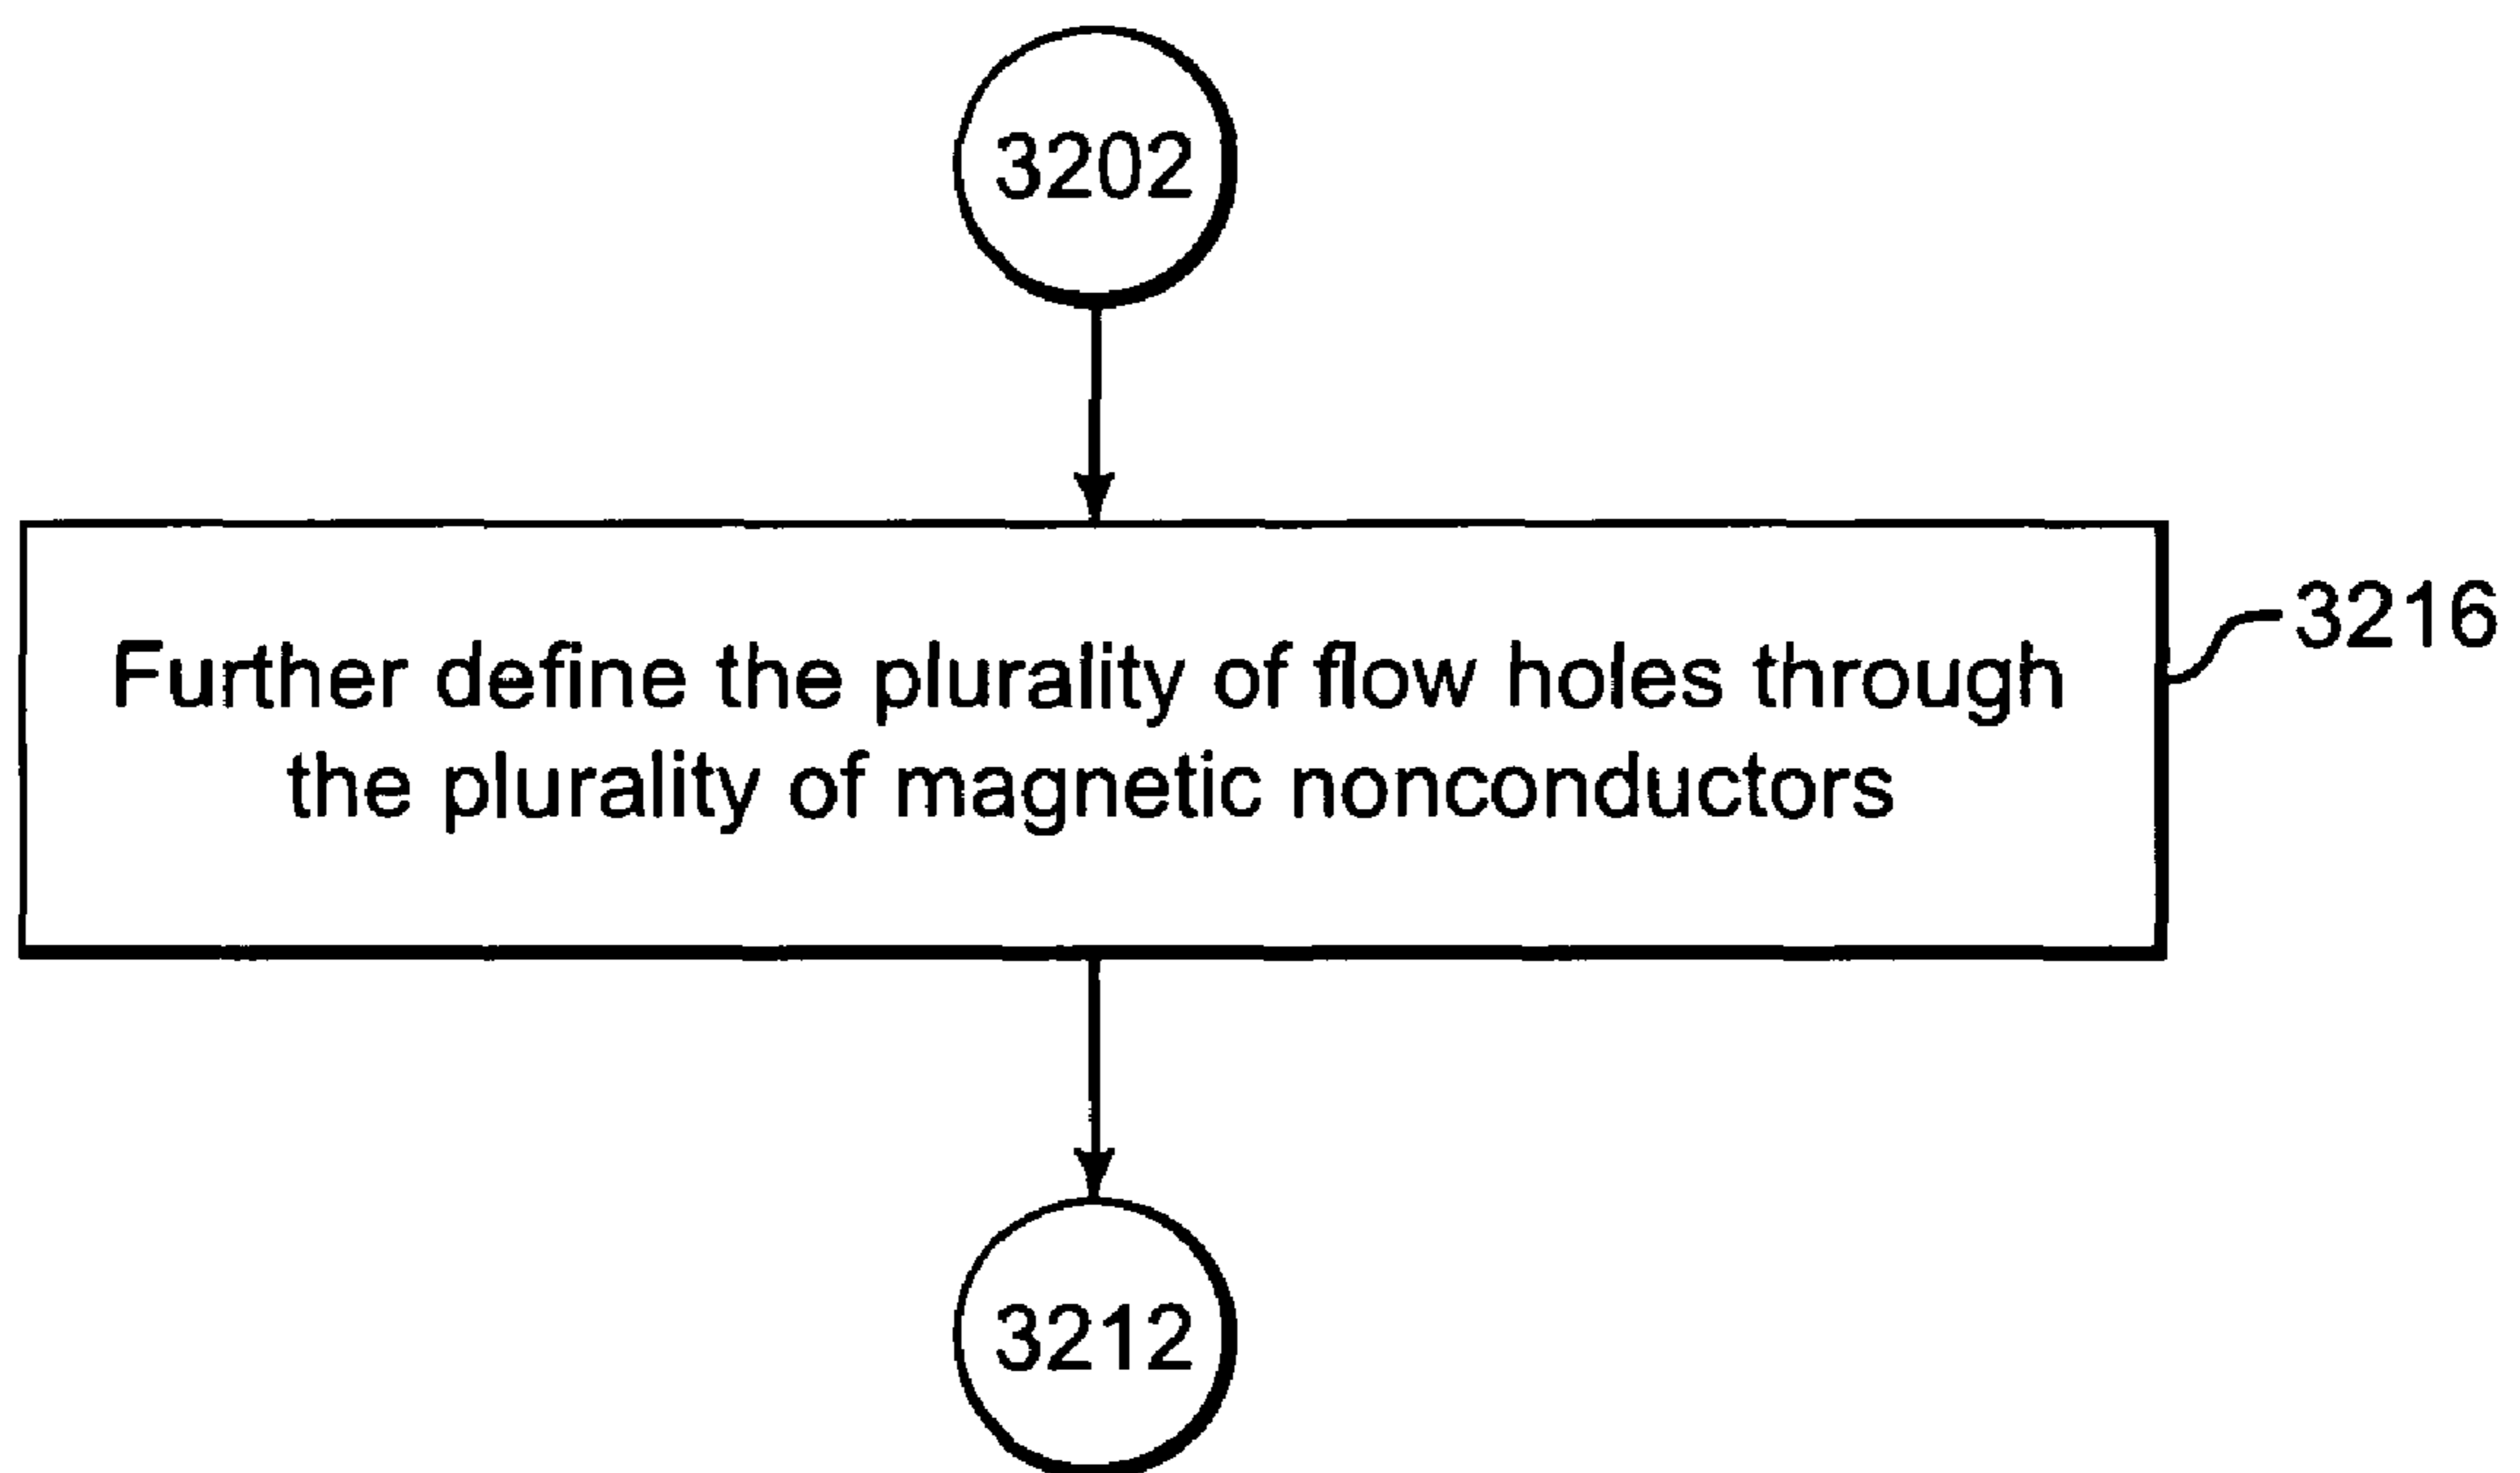 3202
3216
Further define the plurality of flow holes through
the plurality of magnetic nonconductors
3212